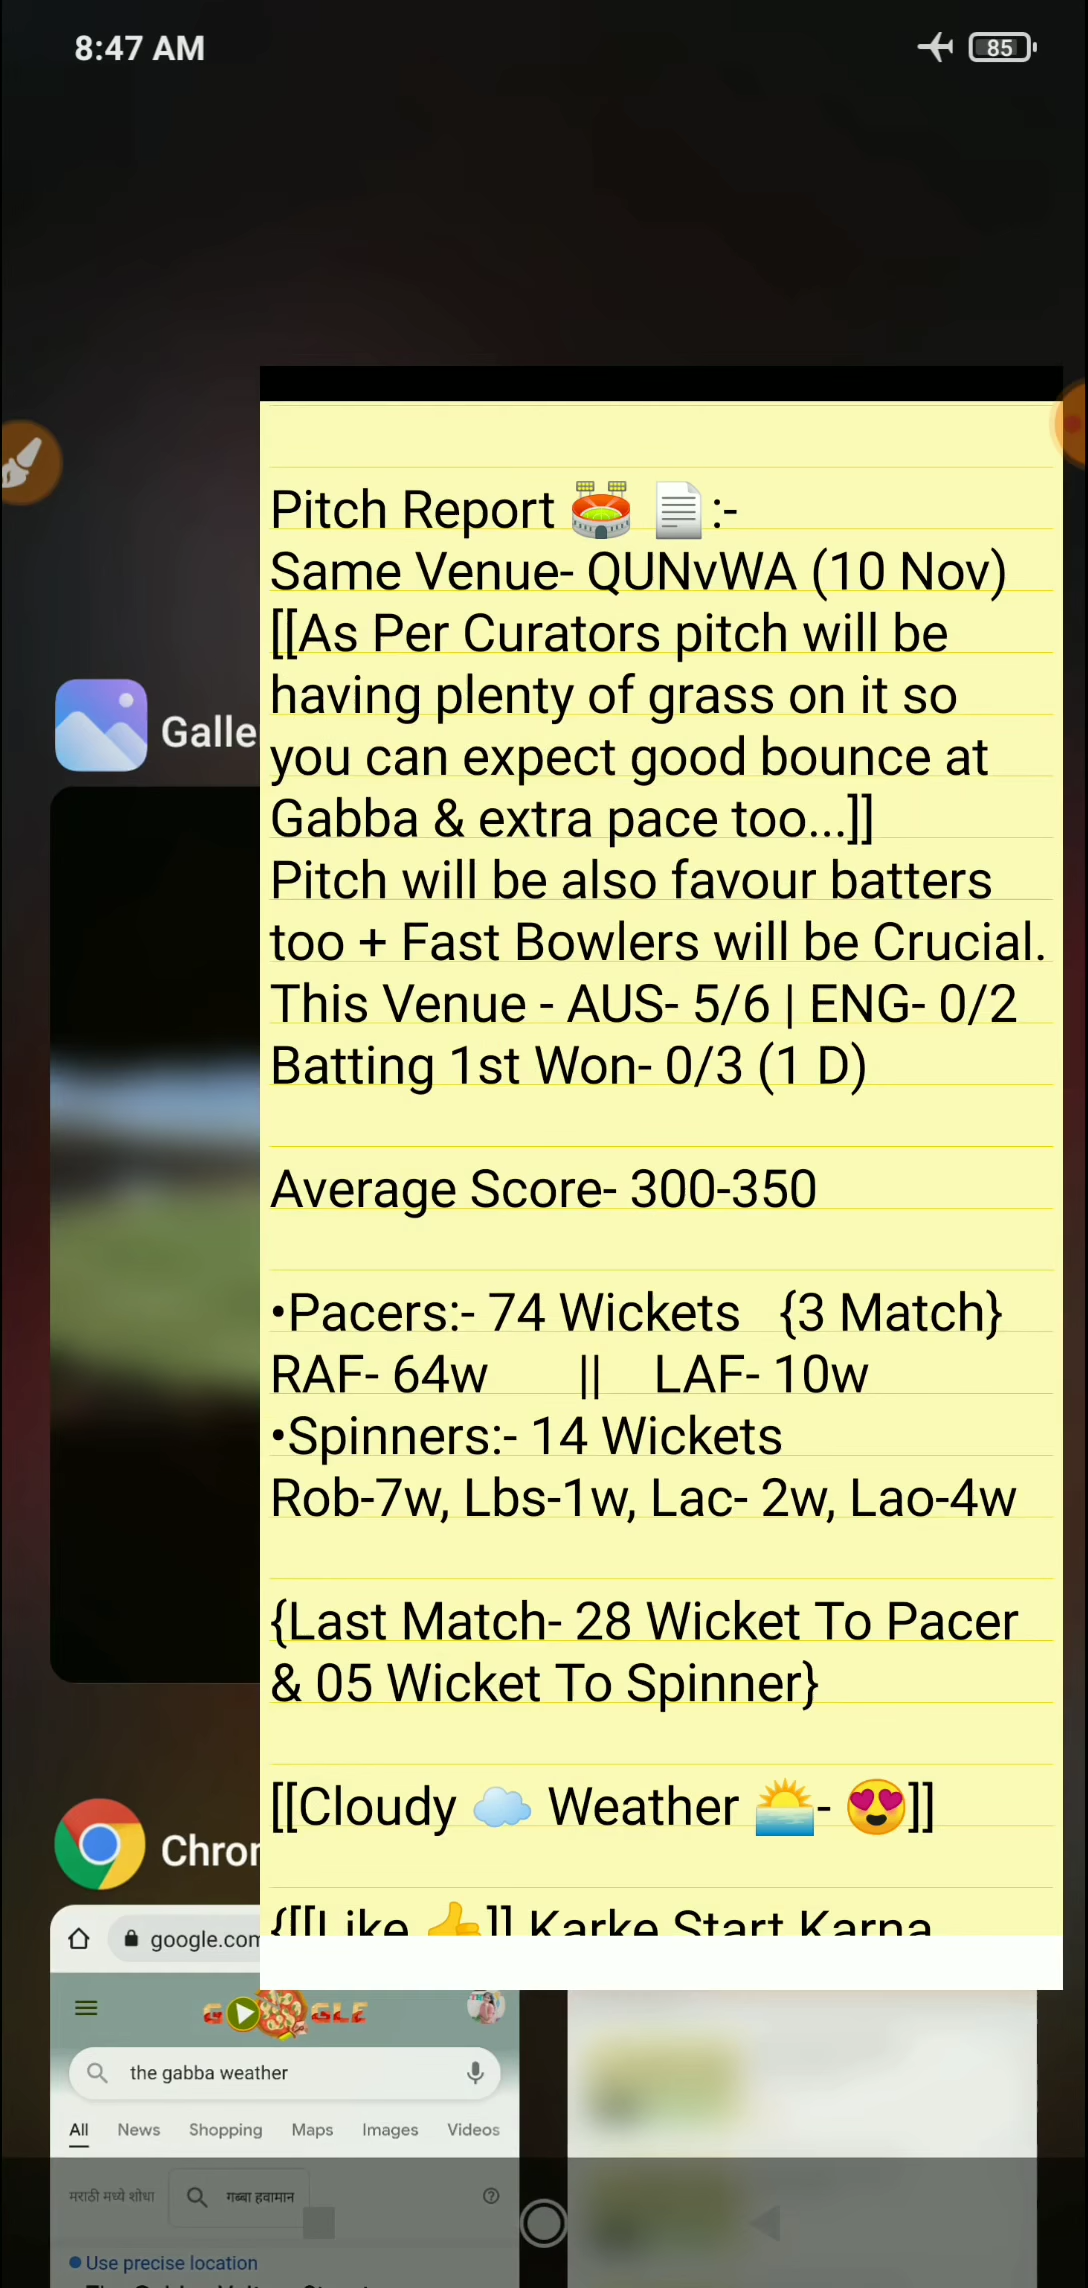 8:47 AM
85
Pitch Report 🏟️ 📄:-
Same Venue- QUNvWA (10 Nov)
[[As Per Curators pitch will be
having plenty of grass on it so
you can expect good bounce at
Gabba & extra pace too...]]
Pitch will be also favour batters
too + Fast Bowlers will be Crucial.
This Venue - AUS- 5/6 | ENG- 0/2
Batting 1st Won- 0/3 (1 D)
Average Score- 300-350
•Pacers:- 74 Wickets {3 Match}
RAF- 64w || LAF- 10w
•Spinners:- 14 Wickets
Rob-7w, Lbs-1w, Lac- 2w, Lao-4w
{Last Match- 28 Wicket To Pacer
& 05 Wicket To Spinner}
[[Cloudy ☁️ Weather 🌅- 😍]]
{[[Like 👍]] Karke Start Karna
Galle
Chror
google.com
GOOGLE
the gabba weather
All News Shopping Maps Images Videos
मराठी मध्ये शोधा गब्बा हवामान
Use precise location